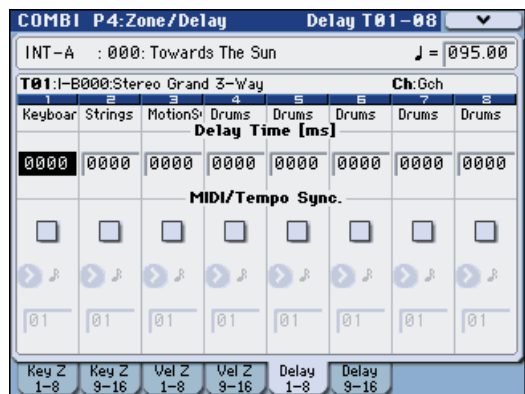 COMBI P4:Zone/Delay Delay T01-08
INT-A :000: Towards The Sun ♩= 095.00
T01:I-B000:Stereo Grand 3-Way Ch:Gch
1 2 3 4 5 6 7 8
Keyboar Strings MotionS Drums Drums Drums Drums Drums
Delay Time [ms]
0000 0000 0000 0000 0000 0000 0000 0000
MIDI/Tempo Sync.
01 01 01 01 01 01 01 01
Key Z 1-8 Key Z 9-16 Vel Z 1-8 Vel Z 9-16 Delay 1-8 Delay 9-16